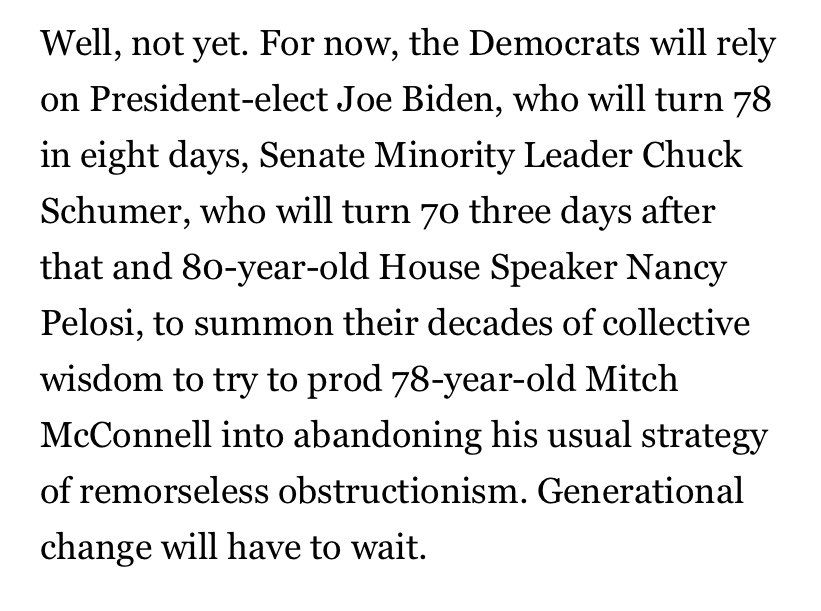 Well, not yet. For now, the Democrats will rely
on President-elect Joe Biden, who will turn 78
in eight days, Senate Minority Leader Chuck
Schumer, who will turn 70 three days after
that and 80-year-old House Speaker Nancy
Pelosi, to summon their decades of collective
wisdom to try to prod 78-year-old Mitch
McConnell into abandoning his usual strategy
of remorseless obstructionism. Generational
change will have to wait.